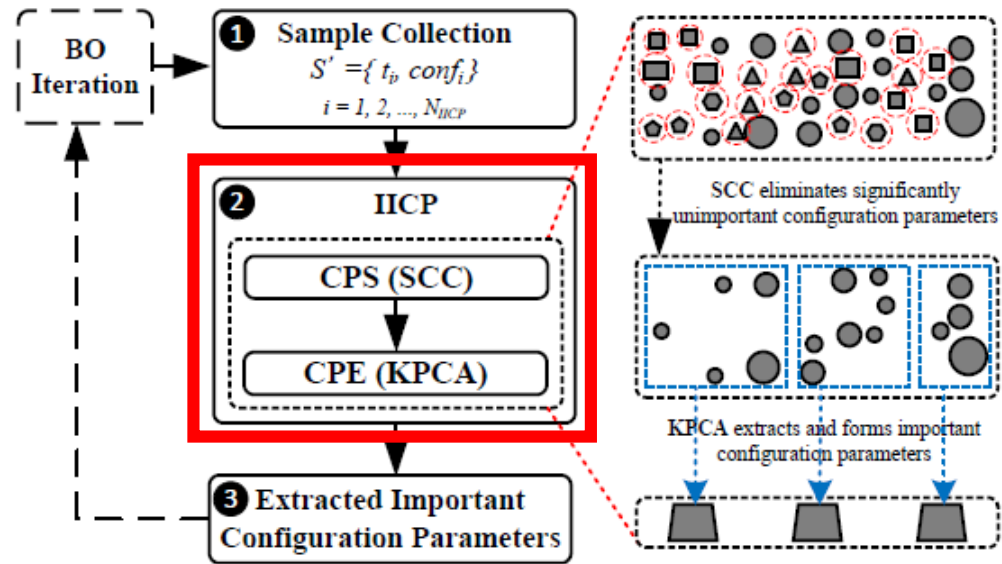 BO
Iteration
1 Sample Collection
S' ={ tᵢ, confᵢ}
i = 1, 2, ..., N_IICP
2 IICP
CPS (SCC)
CPE (KPCA)
3 Extracted Important
Configuration Parameters
SCC eliminates significantly
unimportant configuration parameters
KPCA extracts and forms important
configuration parameters